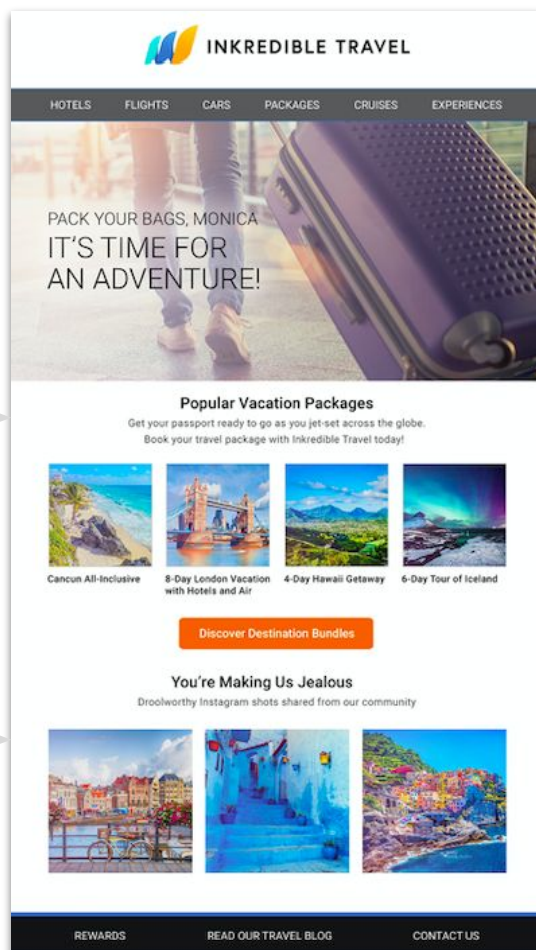 INKREDIBLE TRAVEL
HOTELS FLIGHTS CARS PACKAGES CRUISES EXPERIENCES
PACK YOUR BAGS, MONICA
IT'S TIME FOR
AN ADVENTURE!
Popular Vacation Packages
Get your passport ready to go as you jet-set across the globe.
Book your travel package with Inkredible Travel today!
Cancun All-Inclusive
8-Day London Vacation
with Hotels and Air
4-Day Hawaii Getaway
6-Day Tour of Iceland
Discover Destination Bundles
You're Making Us Jealous
Droolworthy Instagram shots shared from our community
REWARDS READ OUR TRAVEL BLOG CONTACT US